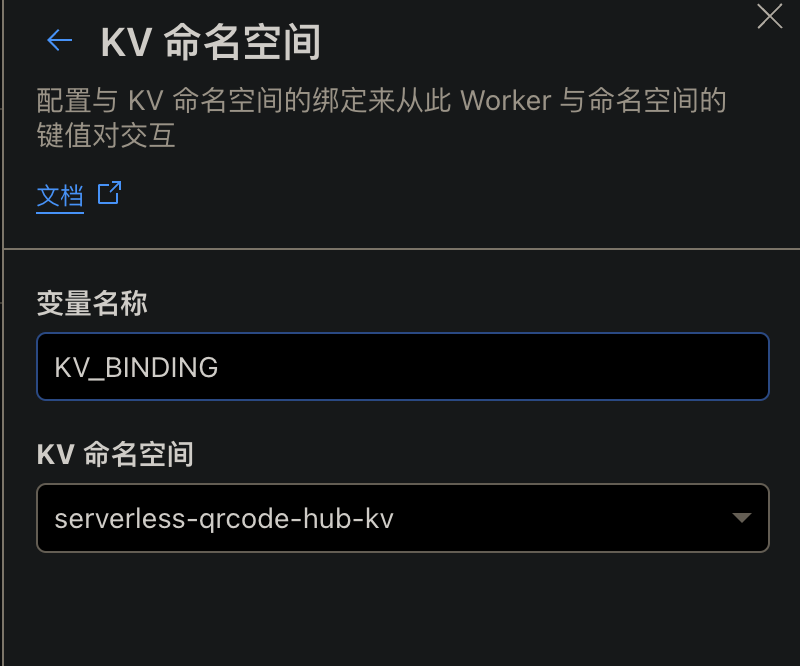 KV 命名空间
配置与 KV 命名空间的绑定来从此 Worker 与命名空间的
键值对交互
文档
变量名称
KV_BINDING
KV 命名空间
serverless-qrcode-hub-kv